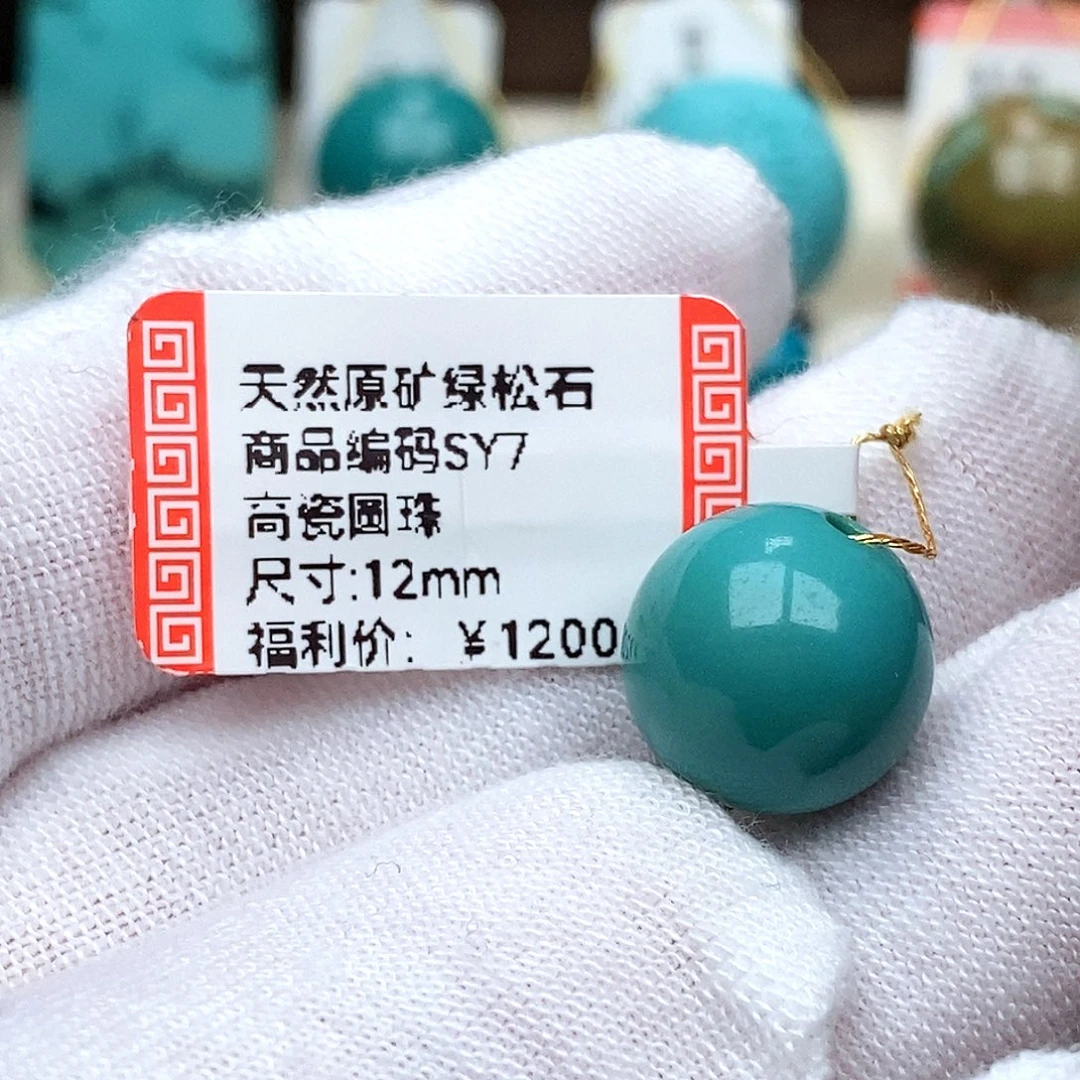 天然原矿绿松石
商品编码SY7
高瓷圆珠
尺寸:12mm
福利价: ¥1200